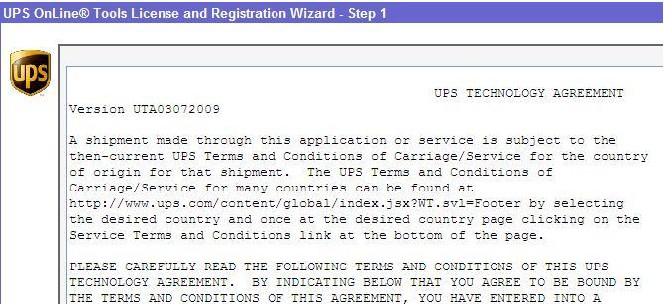 UPS OnLine® Tools License and Registration Wizard - Step 1
ups
UPS TECHNOLOGY AGREEMENT
Version UTA03072009
A shipment made through this application or service is subject to the
then-current UPS Terms and Conditions of Carriage/Service for the country
of origin for that shipment.  The UPS Terms and Conditions of
Carriage/Service for many countries can be found at
http://www.ups.com/content/global/index.jsx?WT.svl=Footer by selecting
the desired country and once at the desired country page clicking on the
Service Terms and Conditions link at the bottom of the page.
PLEASE CAREFULLY READ THE FOLLOWING TERMS AND CONDITIONS OF THIS UPS
TECHNOLOGY AGREEMENT.  BY INDICATING BELOW THAT YOU AGREE TO BE BOUND BY
THE TERMS AND CONDITIONS OF THIS AGREEMENT, YOU HAVE ENTERED INTO A